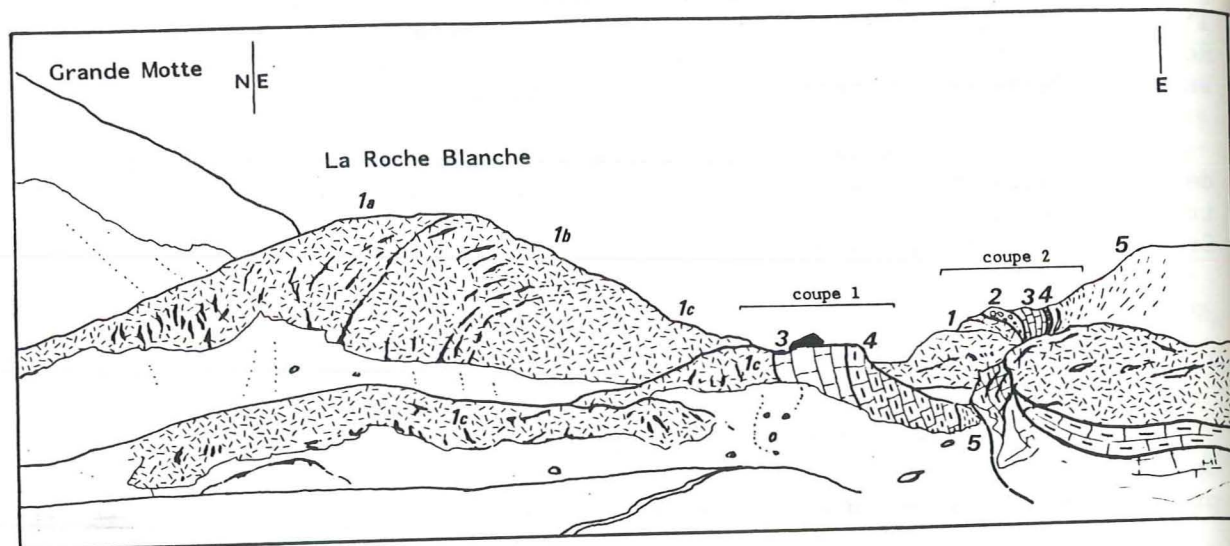 Grande Motte
N E
E
La Roche Blanche
1a
1b
5
coupe 2
coupe 1
2 3 4
1c
1
3
4
1c
1c
5